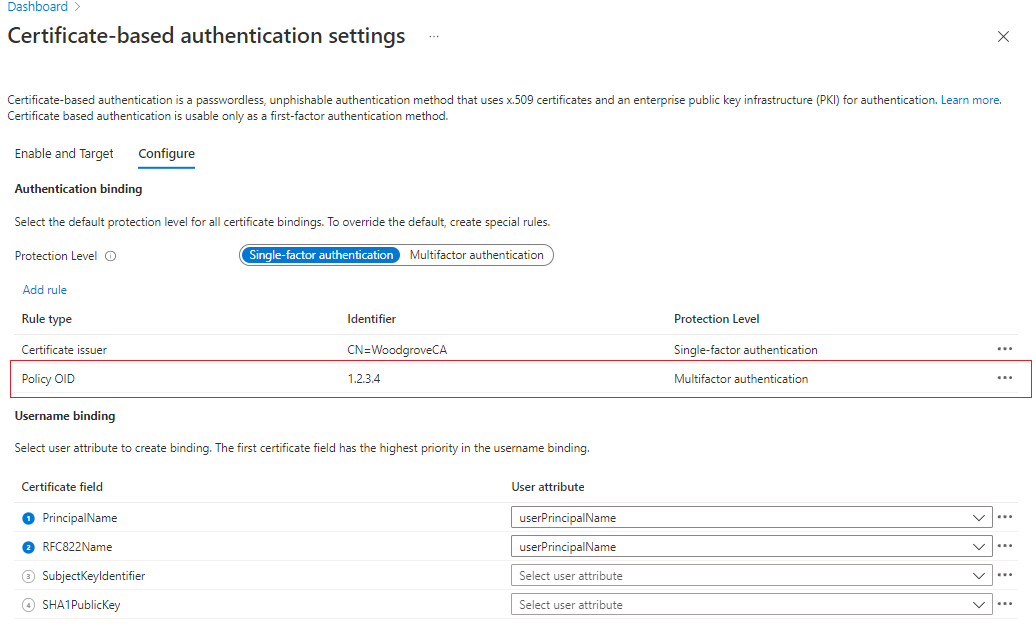 Dashboard >
Certificate-based authentication settings ...
Certificate-based authentication is a passwordless, unphishable authentication method that uses x.509 certificates and an enterprise public key infrastructure (PKI) for authentication. Learn more.
Certificate based authentication is usable only as a first-factor authentication method.
Enable and Target Configure
Authentication binding
Select the default protection level for all certificate bindings. To override the default, create special rules.
Protection Level Single-factor authentication Multifactor authentication
Add rule
Rule type Identifier Protection Level
Certificate issuer CN=WoodgroveCA Single-factor authentication
Policy OID 1.2.3.4 Multifactor authentication
Username binding
Select user attribute to create binding. The first certificate field has the highest priority in the username binding.
Certificate field User attribute
1 PrincipalName userPrincipalName
2 RFC822Name userPrincipalName
3 SubjectKeyIdentifier Select user attribute
4 SHA1PublicKey Select user attribute